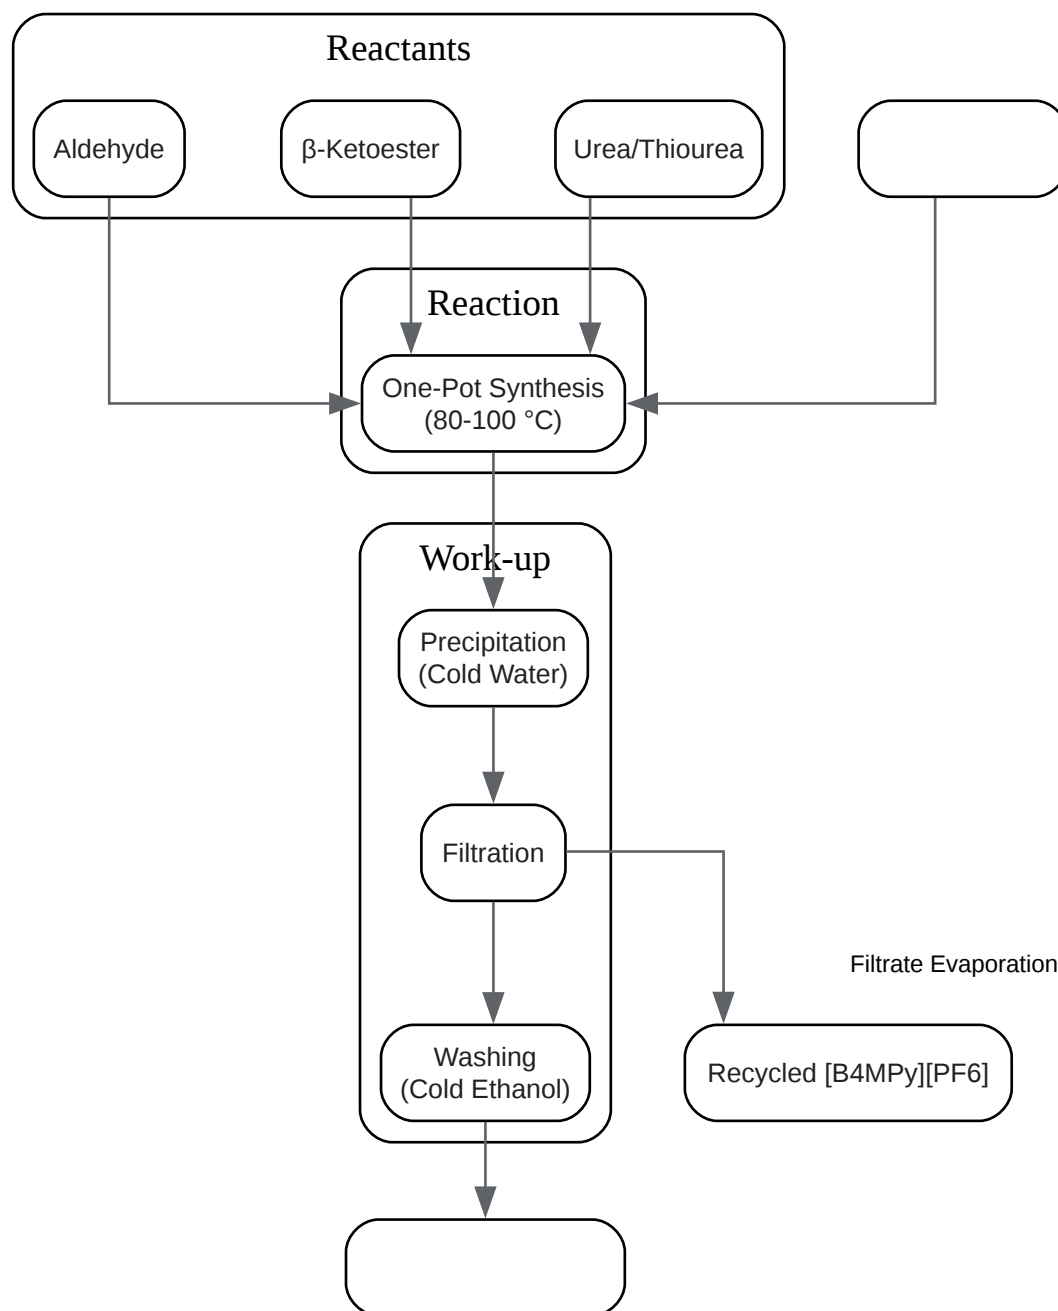 Reactants
Aldehyde
β-Ketoester
Urea/Thiourea
Reaction
One-Pot Synthesis
(80-100 °C)
Work-up
Precipitation
(Cold Water)
Filtration
Filtrate Evaporation
Washing
(Cold Ethanol)
Recycled [B4MPy][PF6]